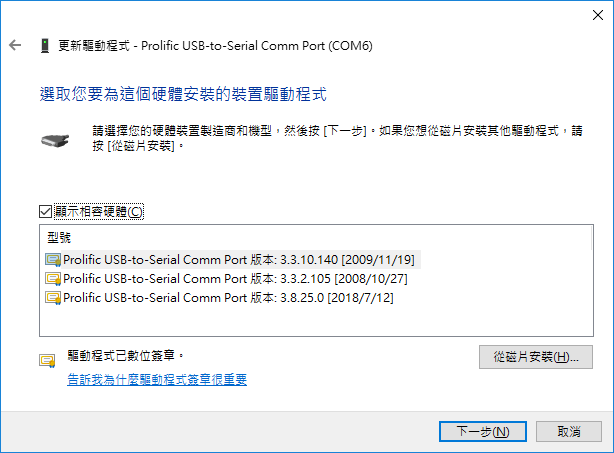 更新驅動程式 - Prolific USB-to-Serial Comm Port (COM6)
選取您要為這個硬體安裝的裝置驅動程式
請選擇您的硬體裝置製造商和機型，然後按 [下一步]。如果您想從磁片安裝其他驅動程式，請
按 [從磁片安裝]。
顯示相容硬體(C)
型號
Prolific USB-to-Serial Comm Port 版本: 3.3.10.140 [2009/11/19]
Prolific USB-to-Serial Comm Port 版本: 3.3.2.105 [2008/10/27]
Prolific USB-to-Serial Comm Port 版本: 3.8.25.0 [2018/7/12]
驅動程式已數位簽章。
從磁片安裝(H)...
告訴我為什麼驅動程式簽章很重要
下一步(N)
取消